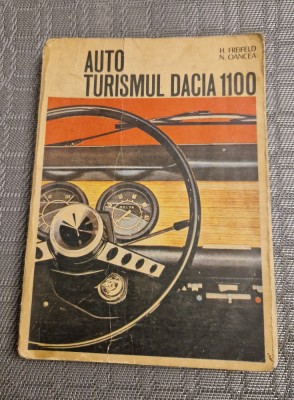 H. FREIFELD
N. OANCEA
AUTO
TURISMUL DACIA 1100